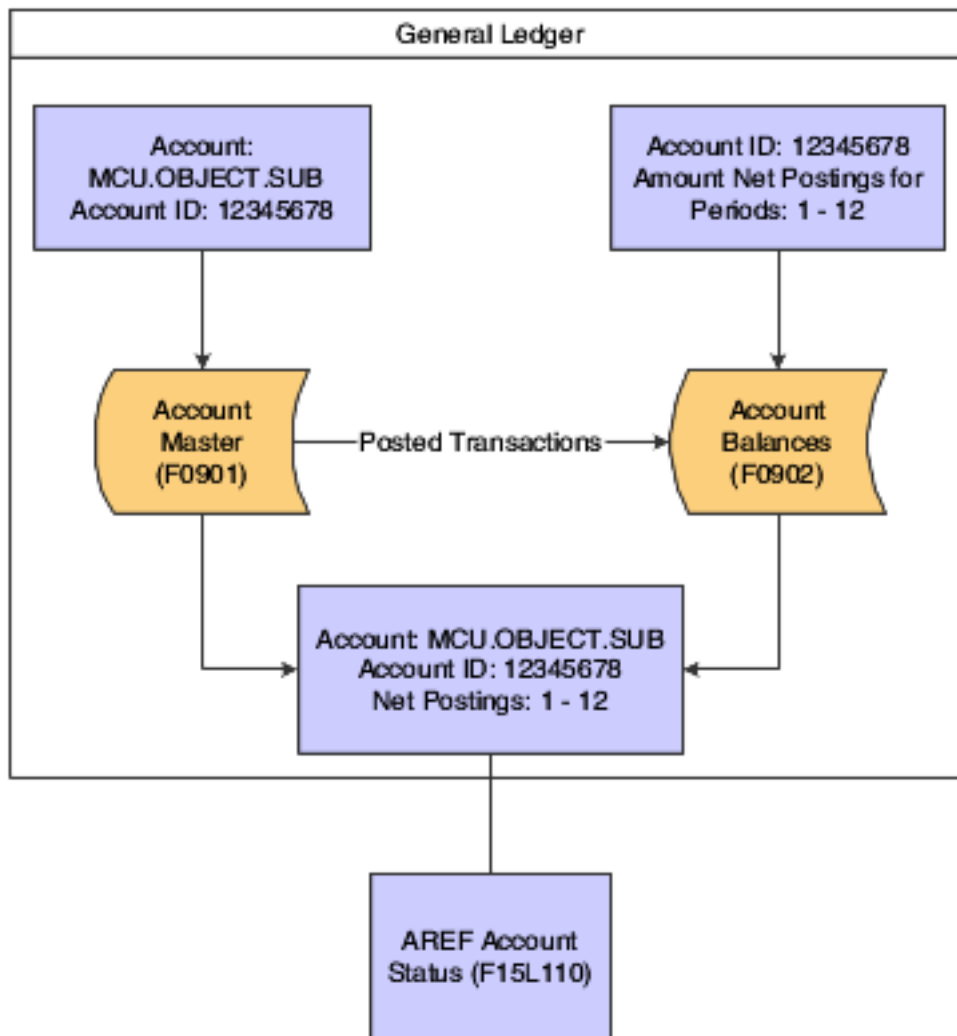 General Ledger
Account:
MCU.OBJECT.SUB
Account ID: 12345678
Account ID: 12345678
Amount Net Postings for
Periods: 1 - 12
Account
Master
(F0901)
Posted Transactions
Account
Balances
(F0902)
Account: MCU.OBJECT.SUB
Account ID: 12345678
Net Postings: 1 - 12
AREF Account
Status (F15L110)